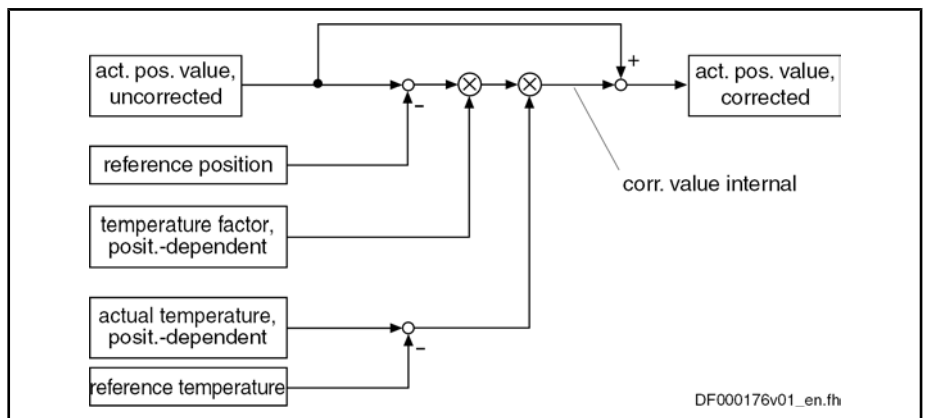 act. pos. value,
uncorrected
+
act. pos. value,
corrected
-
reference position
corr. value internal
temperature factor,
posit.-dependent
actual temperature,
posit.-dependent
-
reference temperature
DF000176v01_en.fh